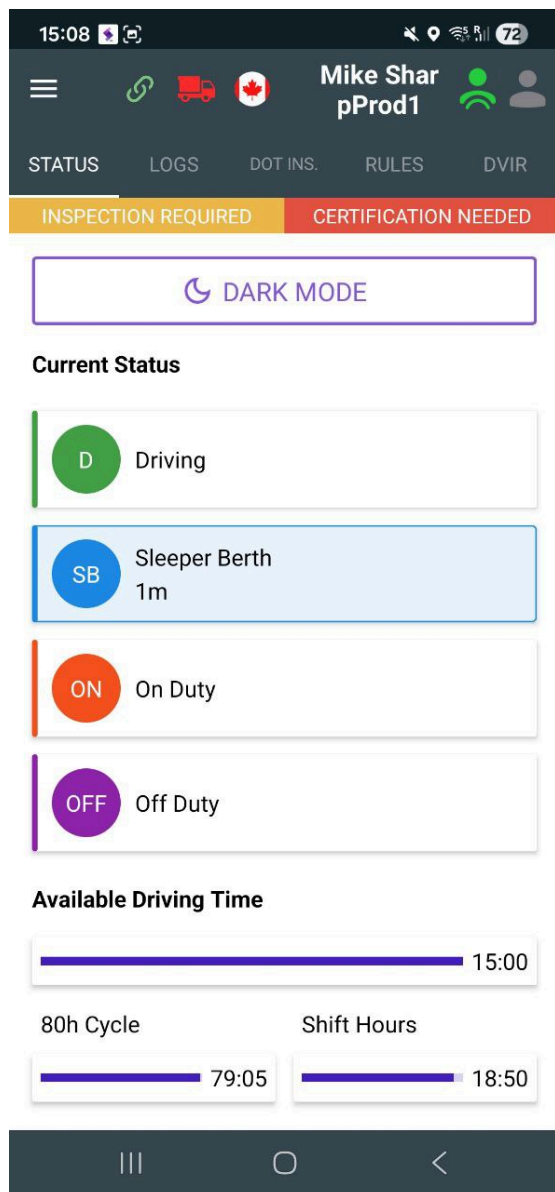 15:08
72
Mike Shar
pProd1
STATUS LOGS DOT INS. RULES DVIR
INSPECTION REQUIRED CERTIFICATION NEEDED
DARK MODE
Current Status
D Driving
SB Sleeper Berth
1m
ON On Duty
OFF Off Duty
Available Driving Time
15:00
80h Cycle Shift Hours
79:05 18:50